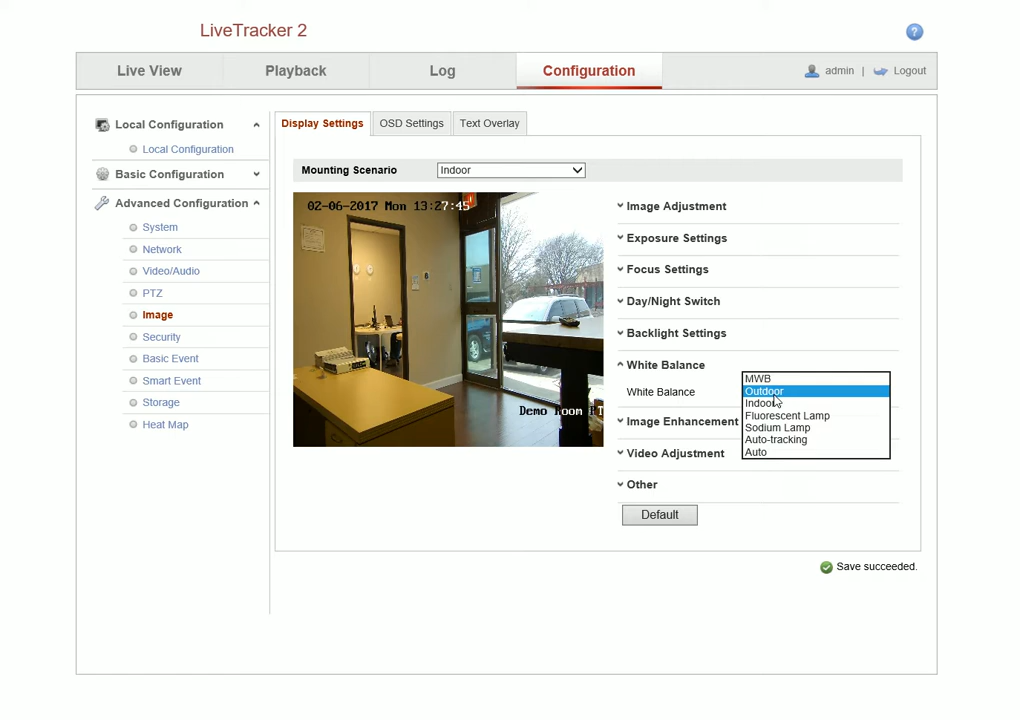 LiveTracker 2
?
Live View
Playback
Log
Configuration
admin | Logout
Local Configuration
Local Configuration
Basic Configuration
Advanced Configuration
System
Network
Video/Audio
PTZ
Image
Security
Basic Event
Smart Event
Storage
Heat Map
Display Settings
OSD Settings
Text Overlay
Mounting Scenario
Indoor
02-06-2017 Mon 13:27:45
Demo Room
Image Adjustment
Exposure Settings
Focus Settings
Day/Night Switch
Backlight Settings
White Balance
White Balance
MWB
Outdoor
Indoor
Fluorescent Lamp
Sodium Lamp
Auto-tracking
Auto
Image Enhancement
Video Adjustment
Other
Default
Save succeeded.